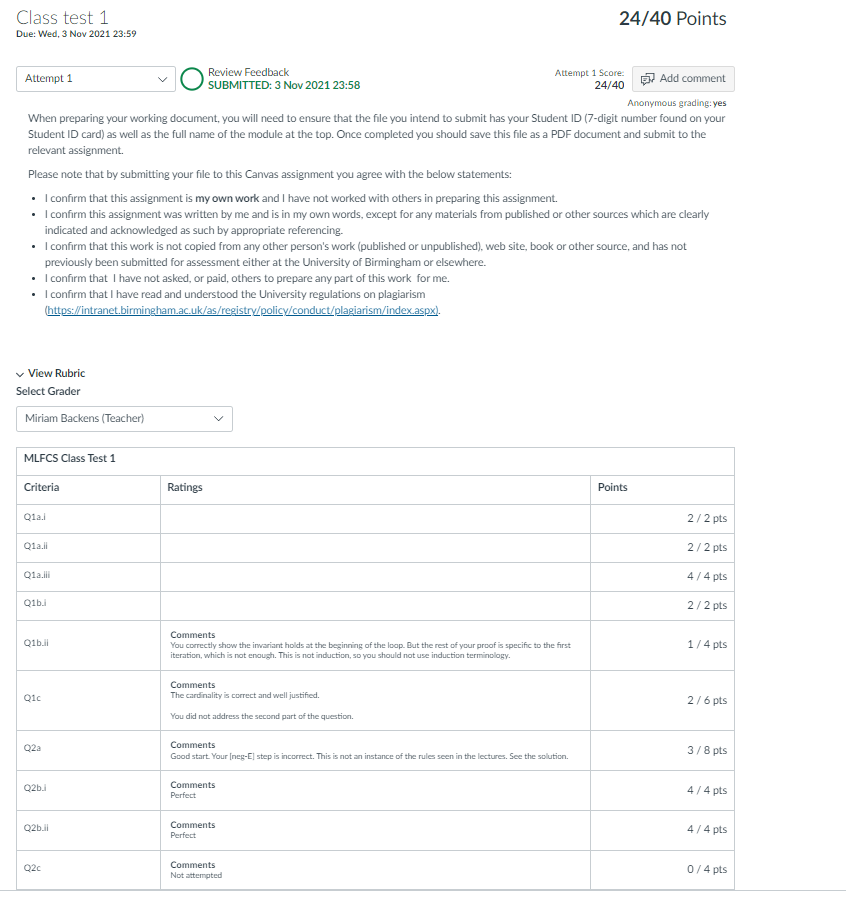 Class test 1
24/40 Points
Due: Wed, 3 Nov 2021 23:59
Attempt 1
Review Feedback
SUBMITTED: 3 Nov 2021 23:58
Attempt 1 Score:
24/40
Add comment
Anonymous grading: yes
When preparing your working document, you will need to ensure that the file you intend to submit has your Student ID (7-digit number found on your
Student ID card) as well as the full name of the module at the top. Once completed you should save this file as a PDF document and submit to the
relevant assignment.
Please note that by submitting your file to this Canvas assignment you agree with the below statements:
• I confirm that this assignment is my own work and I have not worked with others in preparing this assignment.
• I confirm this assignment was written by me and is in my own words, except for any materials from published or other sources which are clearly
indicated and acknowledged as such by appropriate referencing.
• I confirm that this work is not copied from any other person's work (published or unpublished), web site, book or other source, and has not
previously been submitted for assessment either at the University of Birmingham or elsewhere.
• I confirm that I have not asked, or paid, others to prepare any part of this work for me.
• I confirm that I have read and understood the University regulations on plagiarism
(https://intranet.birmingham.ac.uk/as/registry/policy/conduct/plagiarism/index.aspx).
View Rubric
Select Grader
Miriam Backens (Teacher)
MLFCS Class Test 1
Criteria Ratings Points
Q1a.i 2 / 2 pts
Q1a.ii 2 / 2 pts
Q1a.iii 4 / 4 pts
Q1b.i 2 / 2 pts
Q1b.ii
Comments
You correctly show the invariant holds at the beginning of the loop. But the rest of your proof is specific to the first
iteration, which is not enough. This is not induction, so you should not use induction terminology.
1 / 4 pts
Q1c
Comments
The cardinality is correct and well justified.
You did not address the second part of the question.
2 / 6 pts
Q2a
Comments
Good start. Your [neg-E] step is incorrect. This is not an instance of the rules seen in the lectures. See the solution.
3 / 8 pts
Q2b.i
Comments
Perfect
4 / 4 pts
Q2b.ii
Comments
Perfect
4 / 4 pts
Q2c
Comments
Not attempted
0 / 4 pts